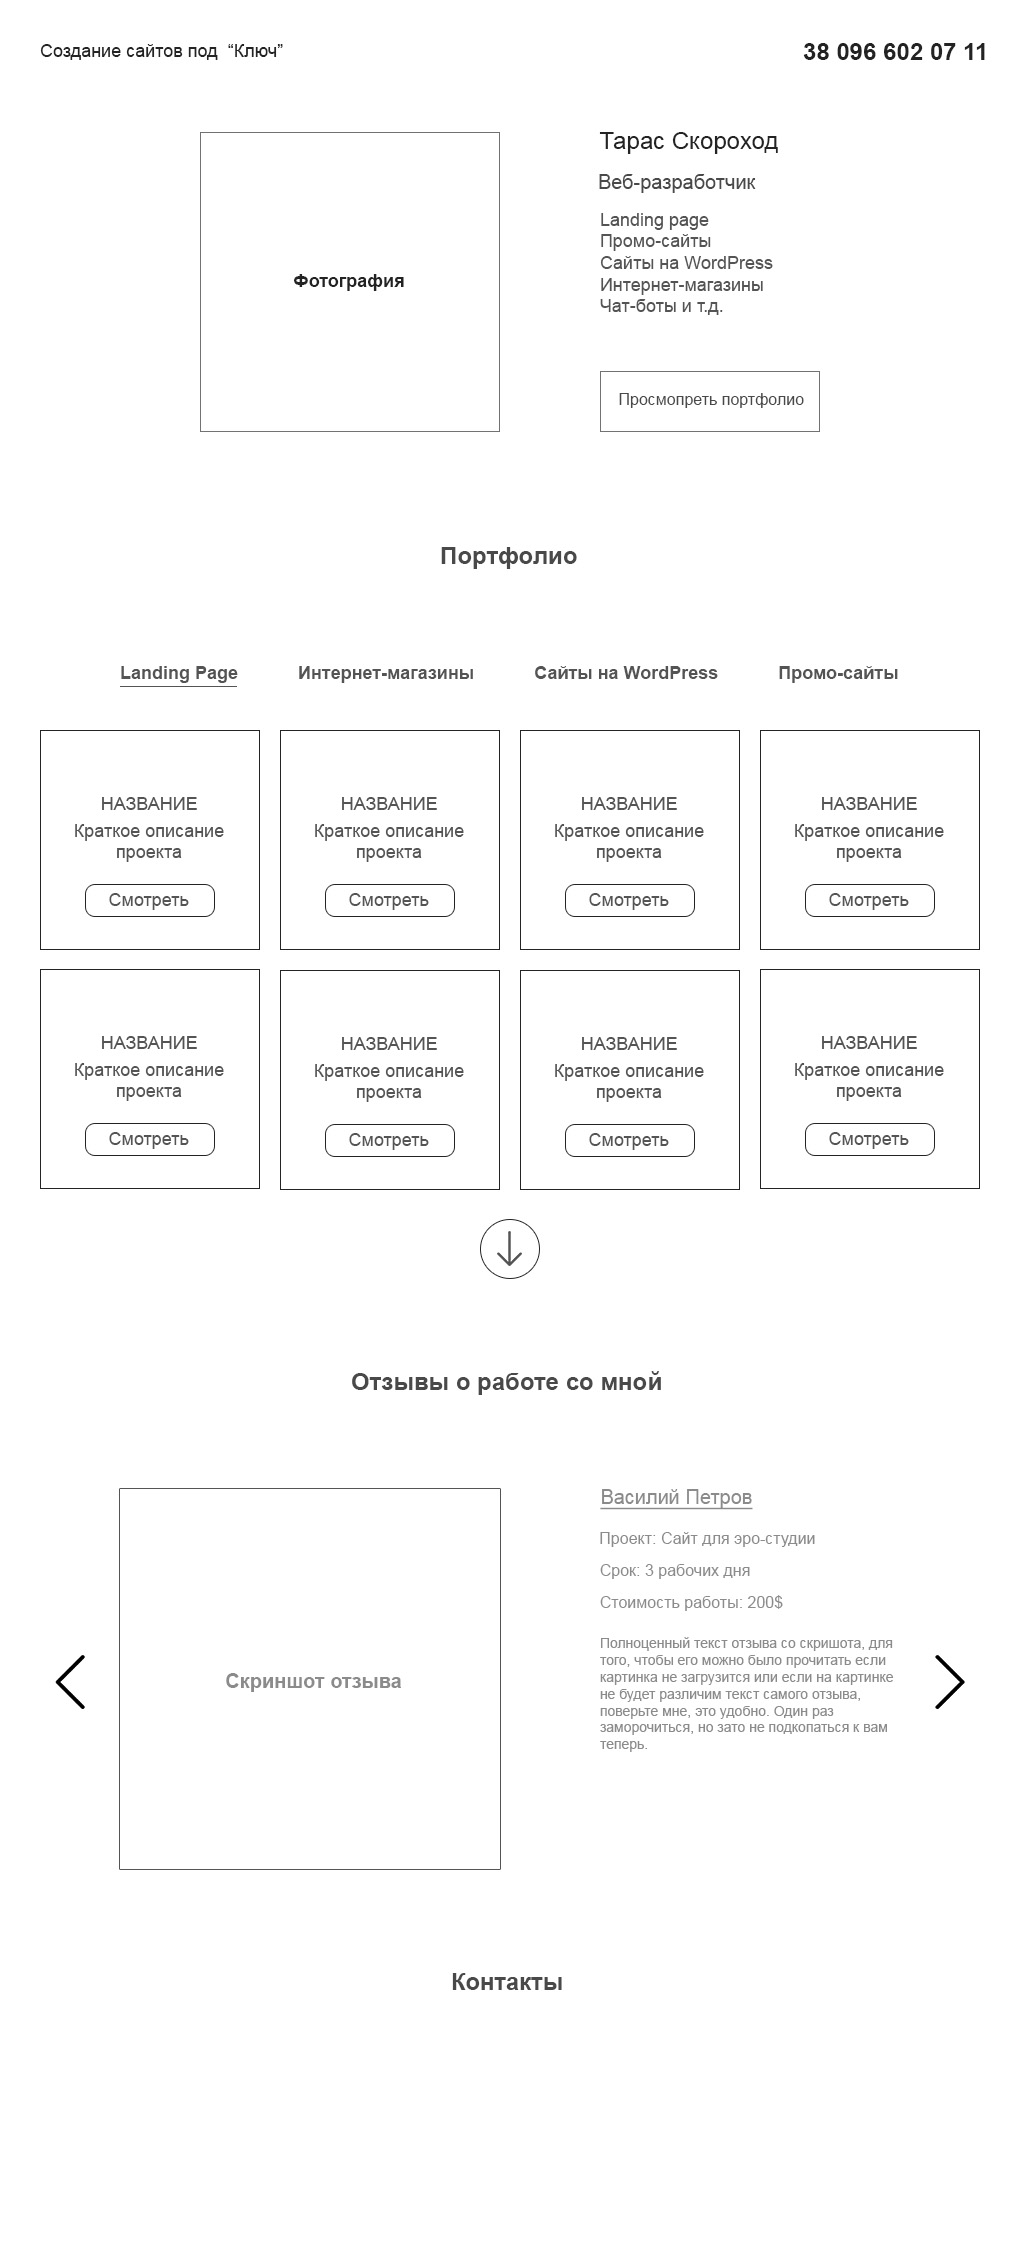 Создание сайтов под “Ключ”
38 096 602 07 11
Тарас Скороход
Веб-разработчик
Landing page
Промо-сайты
Сайты на WordPress
Интернет-магазины
Чат-боты и т.д.
Фотография
Просмопреть портфолио
Портфолио
Landing Page
Интернет-магазины
Сайты на WordPress
Промо-сайты
НАЗВАНИЕ
Краткое описание
проекта
Смотреть
НАЗВАНИЕ
Краткое описание
проекта
Смотреть
НАЗВАНИЕ
Краткое описание
проекта
Смотреть
НАЗВАНИЕ
Краткое описание
проекта
Смотреть
НАЗВАНИЕ
Краткое описание
проекта
Смотреть
НАЗВАНИЕ
Краткое описание
проекта
Смотреть
НАЗВАНИЕ
Краткое описание
проекта
Смотреть
НАЗВАНИЕ
Краткое описание
проекта
Смотреть
Отзывы о работе со мной
Скриншот отзыва
Василий Петров
Проект: Сайт для эро-студии
Срок: 3 рабочих дня
Стоимость работы: 200$
Полноценный текст отзыва со скришота, для
того, чтобы его можно было прочитать если
картинка не загрузится или если на картинке
не будет различим текст самого отзыва,
поверьте мне, это удобно. Один раз
заморочиться, но зато не подкопаться к вам
теперь.
Контакты